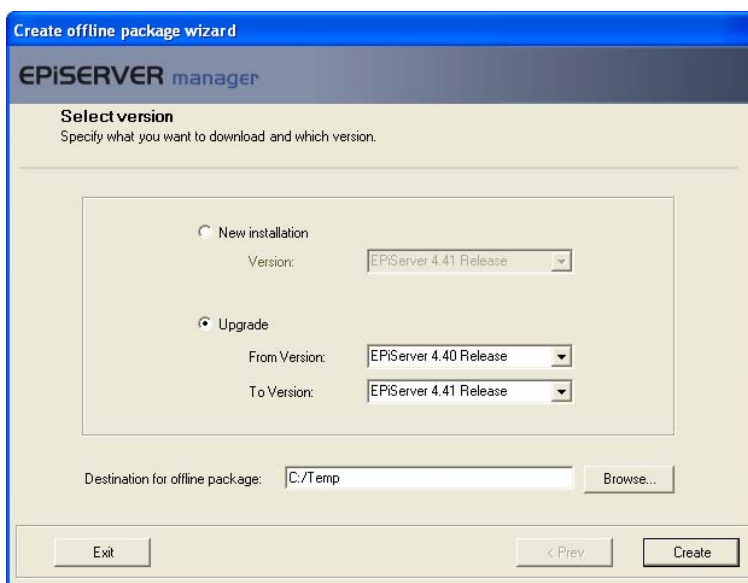 Create offline package wizard
EPiSERVER manager
Select version
Specify what you want to download and which version.
New installation
Version: EPiServer 4.41 Release
Upgrade
From Version: EPiServer 4.40 Release
To Version: EPiServer 4.41 Release
Destination for offline package: C:/Temp Browse...
Exit < Prev Create